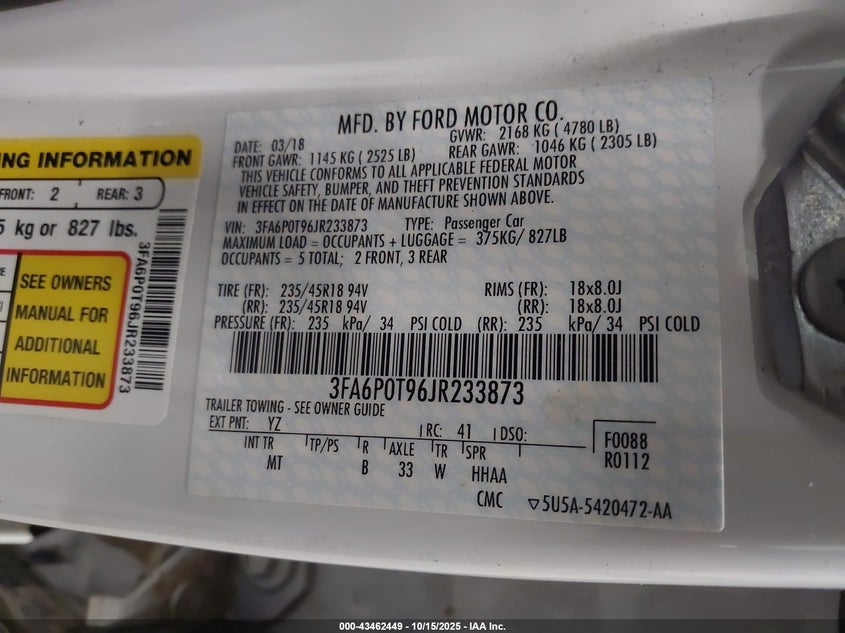 MFD. BY FORD MOTOR CO.
DATE: 03/18 GVWR: 2168 KG ( 4780 LB)
FRONT GAWR: 1145 KG ( 2525 LB) REAR GAWR: 1046 KG ( 2305 LB)
THIS VEHICLE CONFORMS TO ALL APPLICABLE FEDERAL MOTOR
VEHICLE SAFETY, BUMPER, AND THEFT PREVENTION STANDARDS
IN EFFECT ON THE DATE OF MANUFACTURE SHOWN ABOVE.
VIN: 3FA6P0T96JR233873 TYPE: Passenger Car
MAXIMUM LOAD = OCCUPANTS + LUGGAGE = 375KG/ 827LB
OCCUPANTS = 5 TOTAL; 2 FRONT, 3 REAR
TIRE (FR): 235/45R18 94V RIMS (FR): 18x8.0J
(RR): 235/45R18 94V (RR): 18x8.0J
PRESSURE (FR): 235 kPa/ 34 PSI COLD (RR): 235 kPa/ 34 PSI COLD
3FA6P0T96JR233873
TRAILER TOWING - SEE OWNER GUIDE
EXT PNT: YZ RC: 41 DSO:
F0088
R0112
INT TR TP/PS R AXLE TR SPR
MT B 33 W HHAA
CMC ▽5U5A-5420472-AA
ING INFORMATION
FRONT: 2 REAR: 3
5 kg or 827 lbs.
SEE OWNERS
MANUAL FOR
ADDITIONAL
INFORMATION
3FA6P0T96JR233873
000-43462449 | 10/15/2025 | IAA Inc.